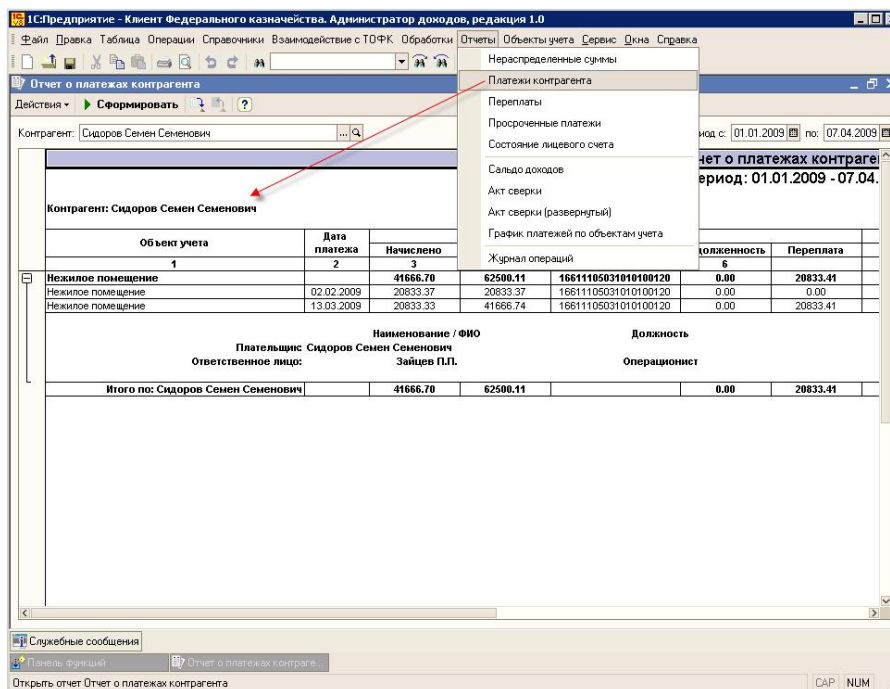 1С:Предприятие - Клиент Федерального казначейства. Администратор доходов, редакция 1.0
Файл Правка Таблица Операции Справочники Взаимодействие с ТОФК Обработки Отчеты Объекты учета Сервис Окна Справка
Нераспределенные суммы
Платежи контрагента
Переплаты
Просроченные платежи
Состояние лицевого счета
Сальдо доходов
Акт сверки
Акт сверки (развернутый)
График платежей по объектам учета
Журнал операций
Отчет о платежах контрагента
Действия Сформировать
Контрагент: Сидоров Семен Семенович ... иод с: 01.01.2009 по: 07.04.2009
чет о платежах контраге
ериод: 01.01.2009 - 07.04.
Контрагент: Сидоров Семен Семенович
Объект учета Дата платежа Начислено долженность Переплата
1 2 3 6
Нежилое помещение 41666.70 62500.11 16611105031010100120 0.00 20833.41
Нежилое помещение 02.02.2009 20833.37 20833.37 16611105031010100120 0.00 0.00
Нежилое помещение 13.03.2009 20833.33 41666.74 16611105031010100120 0.00 20833.41
Наименование / ФИО Должность
Плательщик: Сидоров Семен Семенович
Ответственное лицо: Зайцев П.П. Операционист
Итого по: Сидоров Семен Семенович 41666.70 62500.11 0.00 20833.41
Служебные сообщения
Панель функций Отчет о платежах контраге...
Открыть отчет Отчет о платежах контрагента CAP NUM